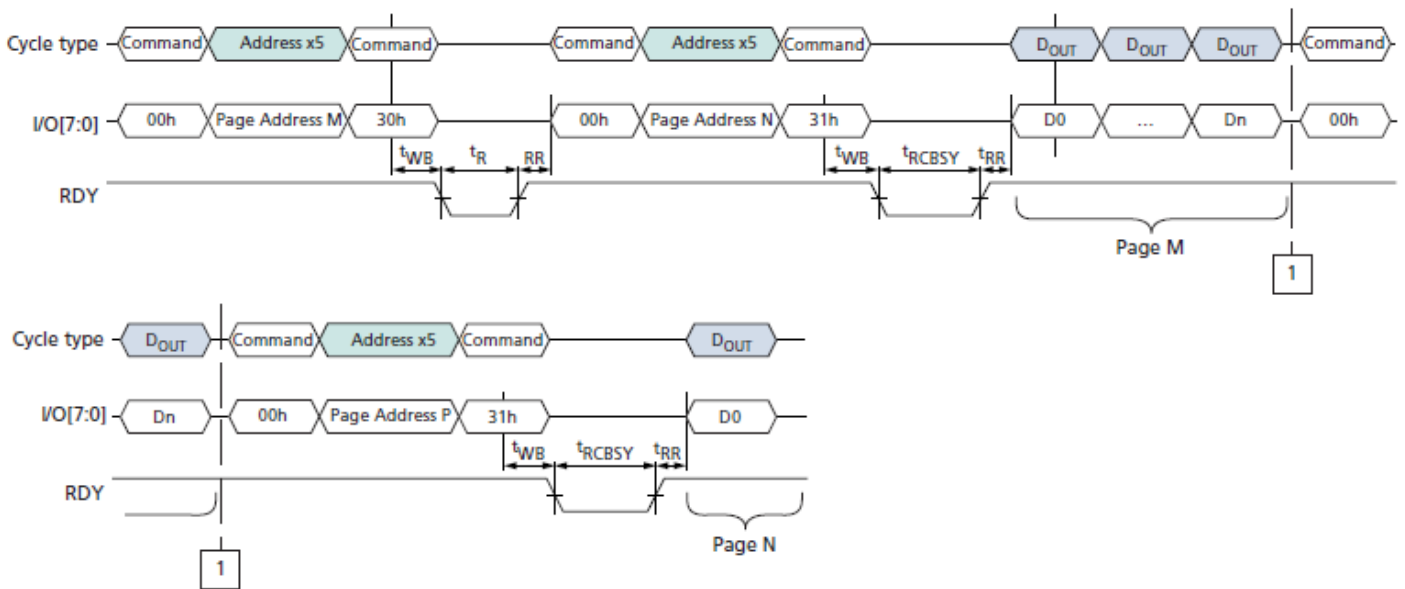 Cycle type Command Address x5 Command Command Address x5 Command DOUT DOUT DOUT Command
I/O[7:0] 00h Page Address M 30h 00h Page Address N 31h D0 ... Dn 00h
tWB tR RR tWB tRCBSY tRR
RDY
Page M
1
Cycle type DOUT Command Address x5 Command DOUT
I/O[7:0] Dn 00h Page Address P 31h D0
tWB tRCBSY tRR
RDY
Page N
1